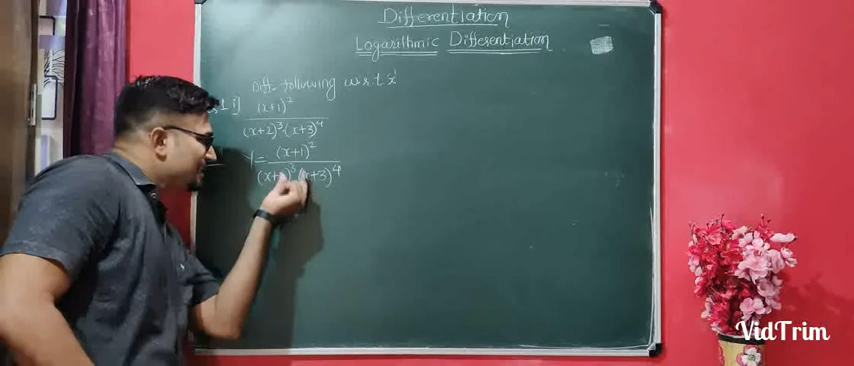 Differentiation
Logarithmic Differentiation
Diff. following w.r.t. 'x'
1 i) (x+1)²
(x+2)³ (x+3)⁴
Y = (x+1)²
(x+2)³ (x+3)⁴
VidTrim